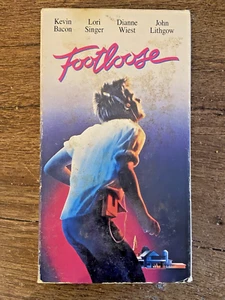 Kevin Lori Dianne John
Bacon Singer Wiest Lithgow
Footloose